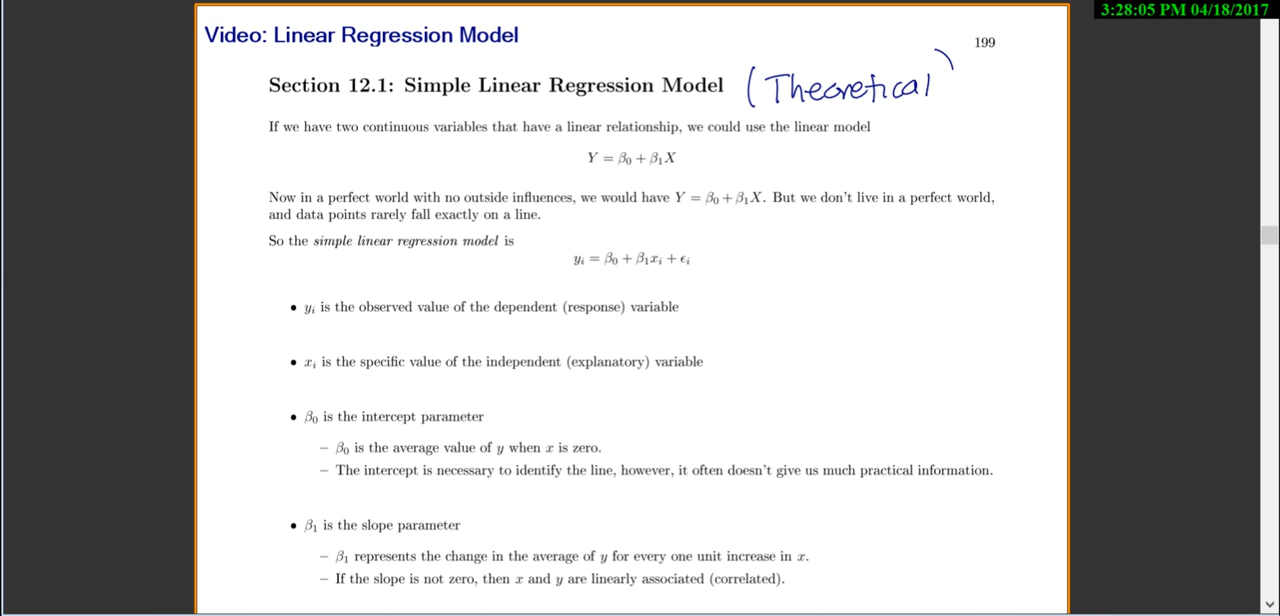 3:28:05 PM 04/18/2017
Video: Linear Regression Model
199
Section 12.1: Simple Linear Regression Model (Theoretical)
If we have two continuous variables that have a linear relationship, we could use the linear model
Y = β₀ + β₁X
Now in a perfect world with no outside influences, we would have Y = β₀ + β₁X. But we don't live in a perfect world,
and data points rarely fall exactly on a line.
So the simple linear regression model is
yᵢ = β₀ + β₁xᵢ + ϵᵢ
• yᵢ is the observed value of the dependent (response) variable
• xᵢ is the specific value of the independent (explanatory) variable
• β₀ is the intercept parameter
– β₀ is the average value of y when x is zero.
– The intercept is necessary to identify the line, however, it often doesn't give us much practical information.
• β₁ is the slope parameter
– β₁ represents the change in the average of y for every one unit increase in x.
– If the slope is not zero, then x and y are linearly associated (correlated).